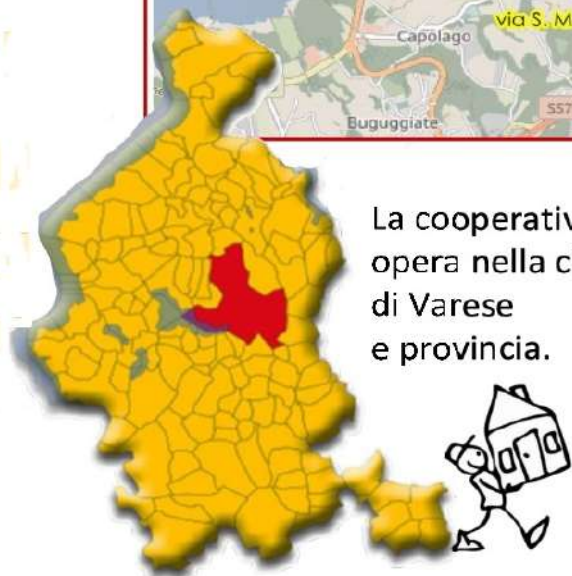 via S. M
Capolago
Buguggiate
SS7
La cooperativ
opera nella c
di Varese
e provincia.